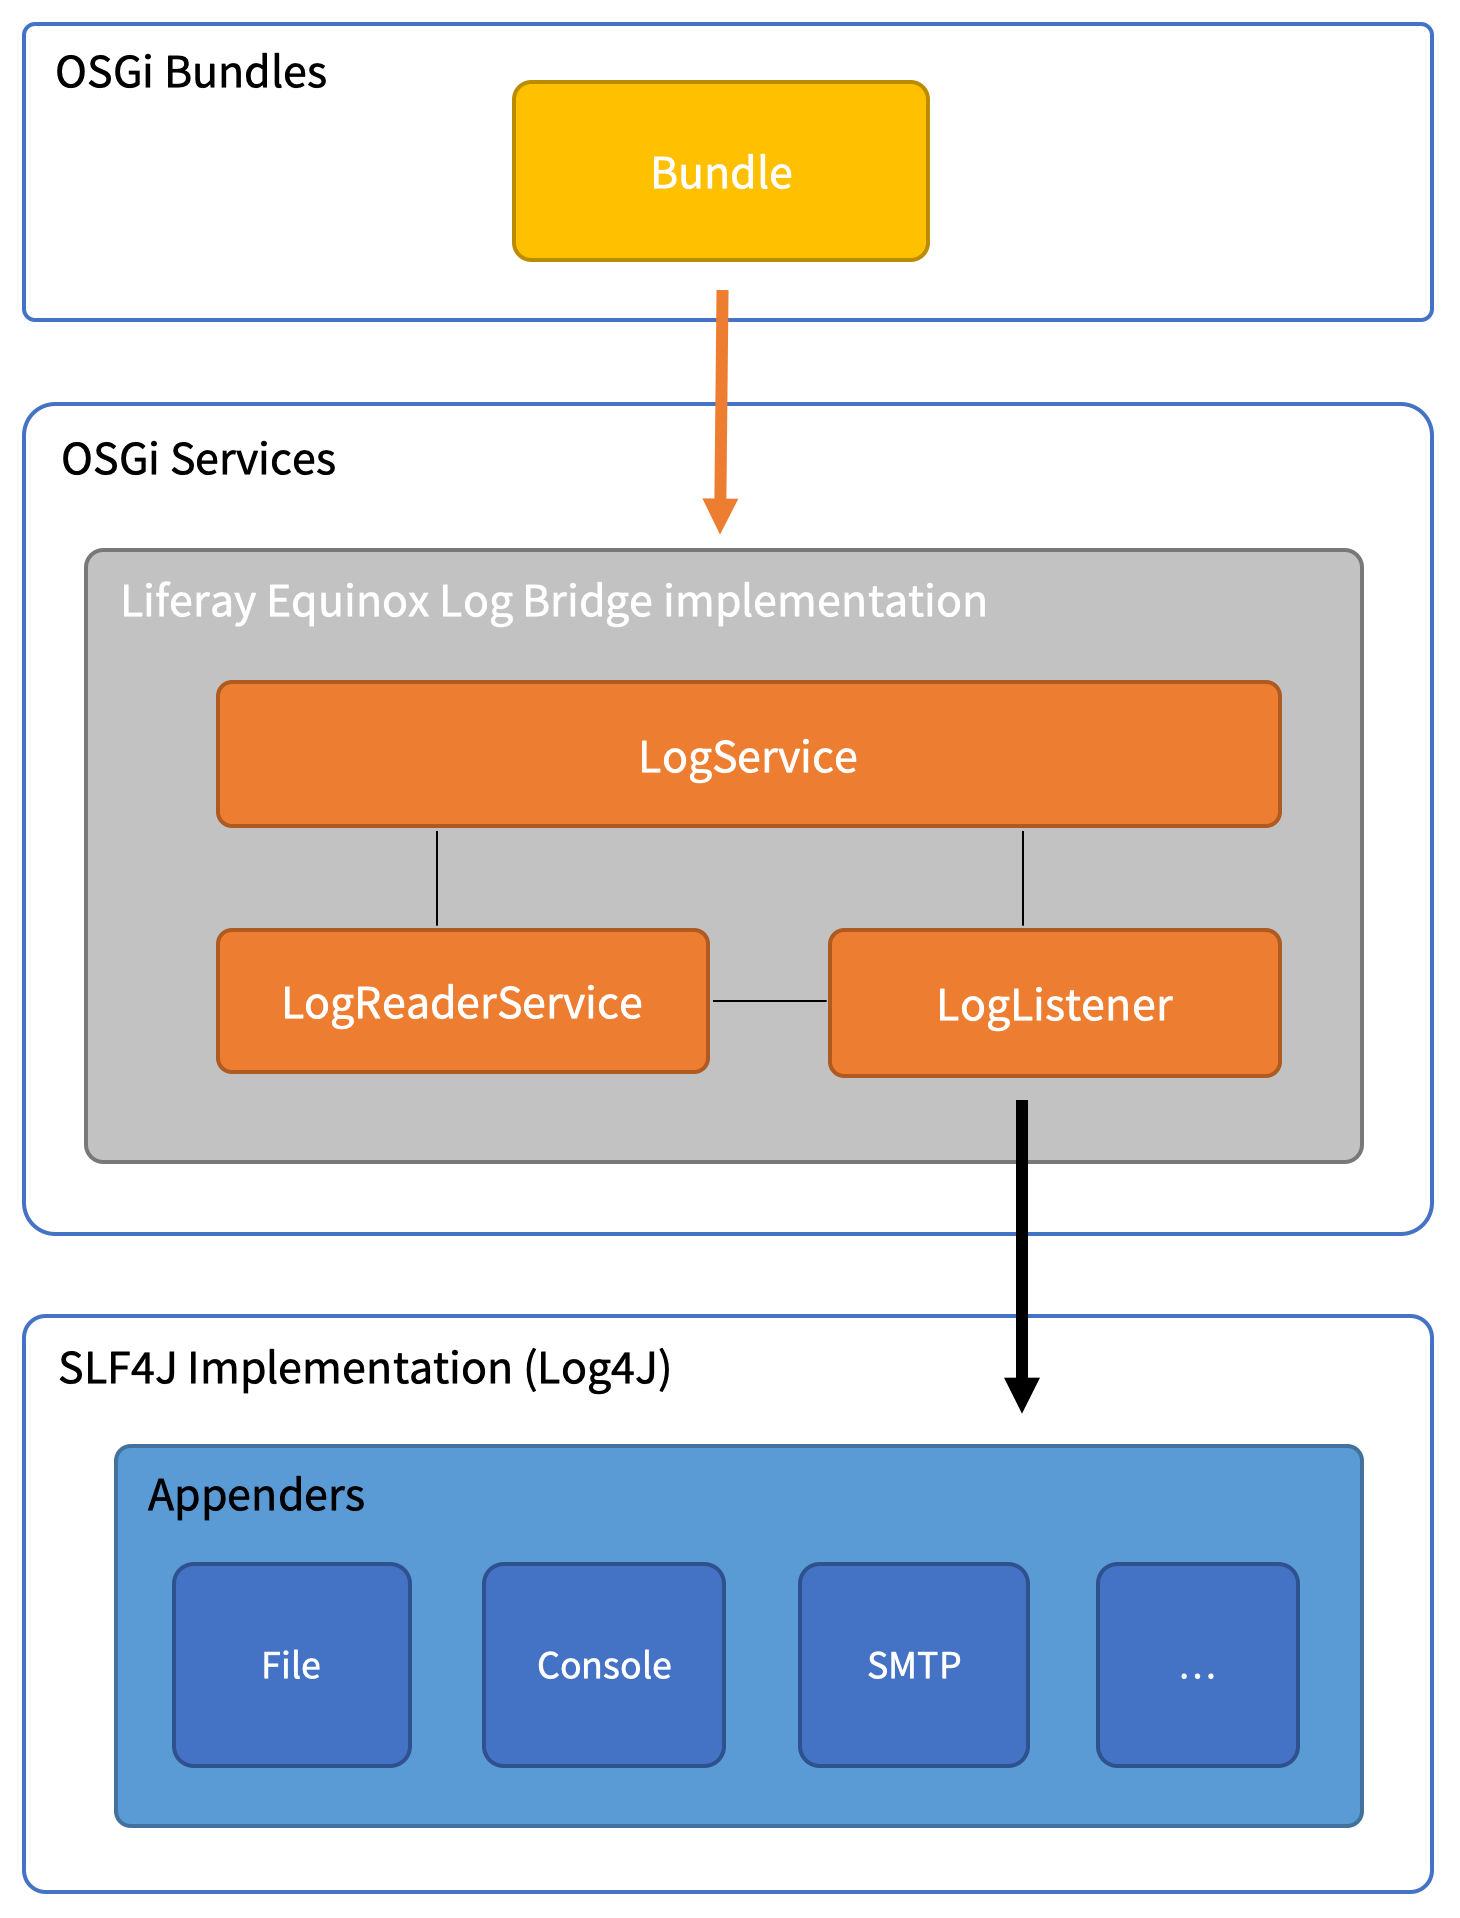 OSGi Bundles
Bundle
OSGi Services
Liferay Equinox Log Bridge implementation
LogService
LogReaderService
LogListener
SLF4J Implementation (Log4J)
Appenders
File
Console
SMTP
...